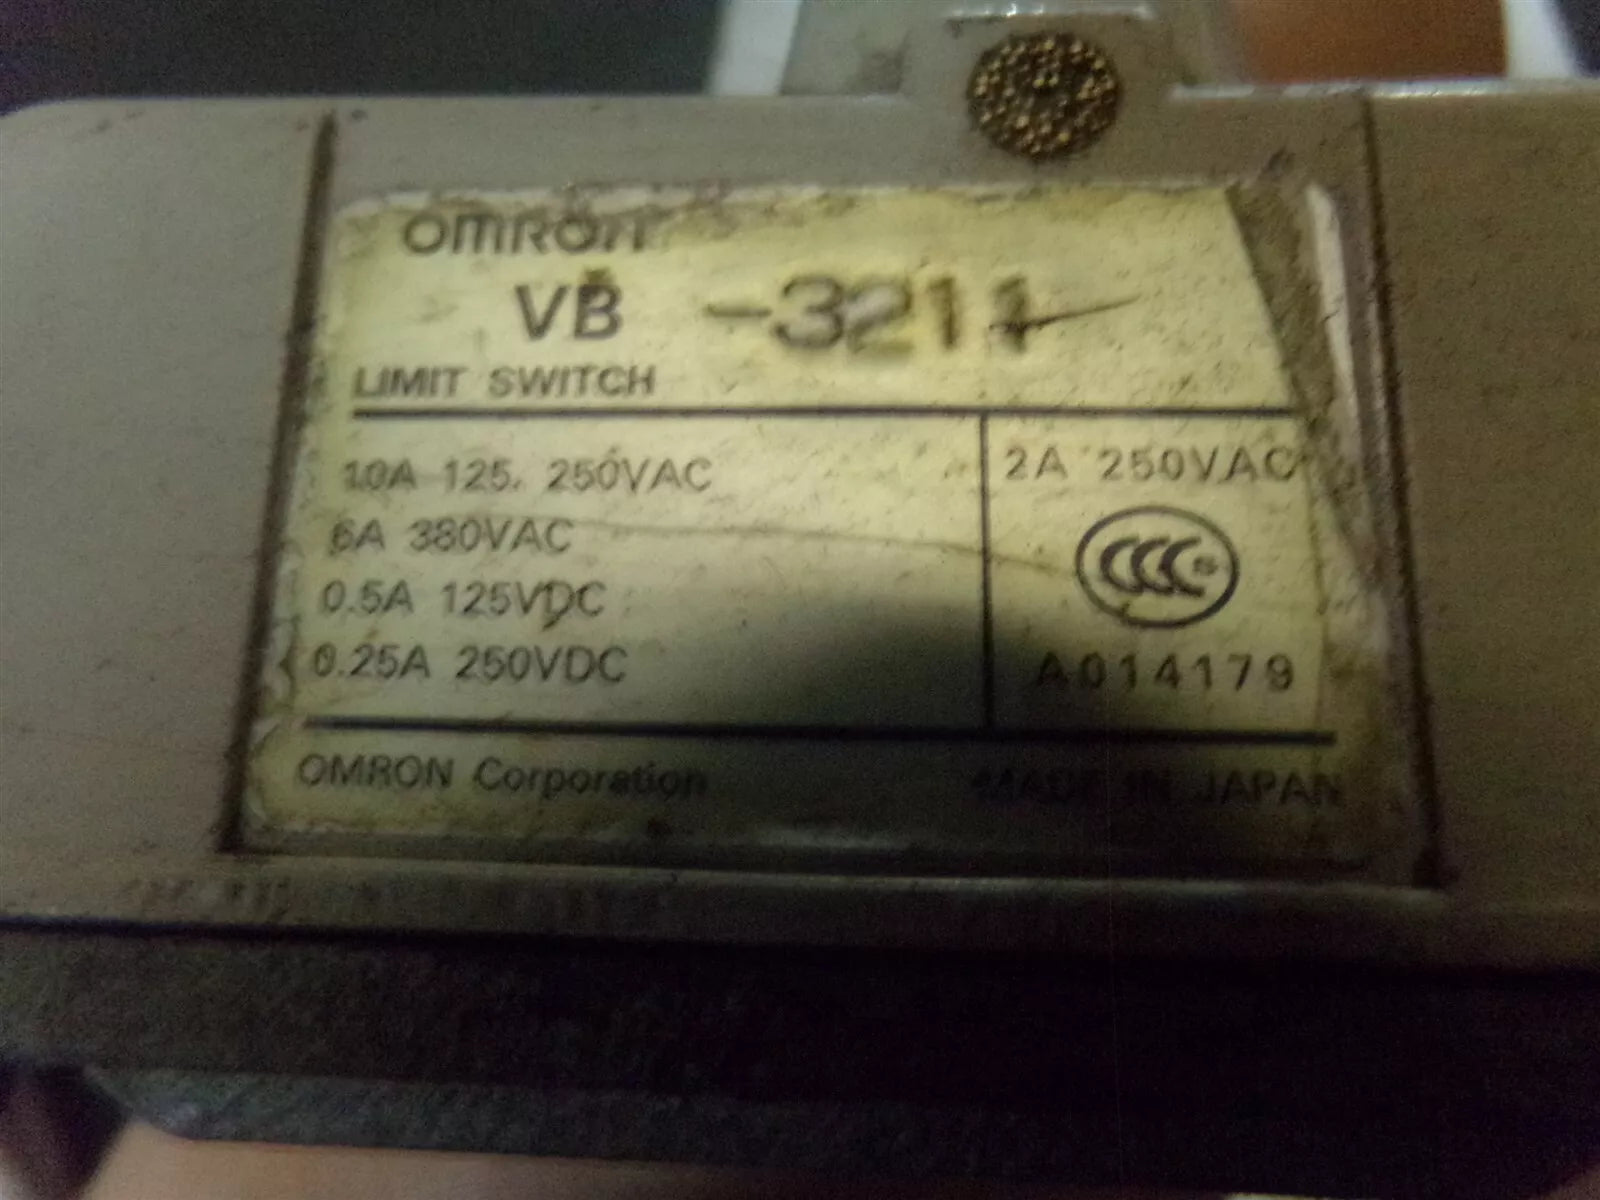 OMRON
VB -3211
LIMIT SWITCH
10A 125, 250VAC
6A 380VAC
0.5A 125VDC
0.25A 250VDC
2A 250VAC
CCC S
A014179
OMRON Corporation
MADE IN JAPAN